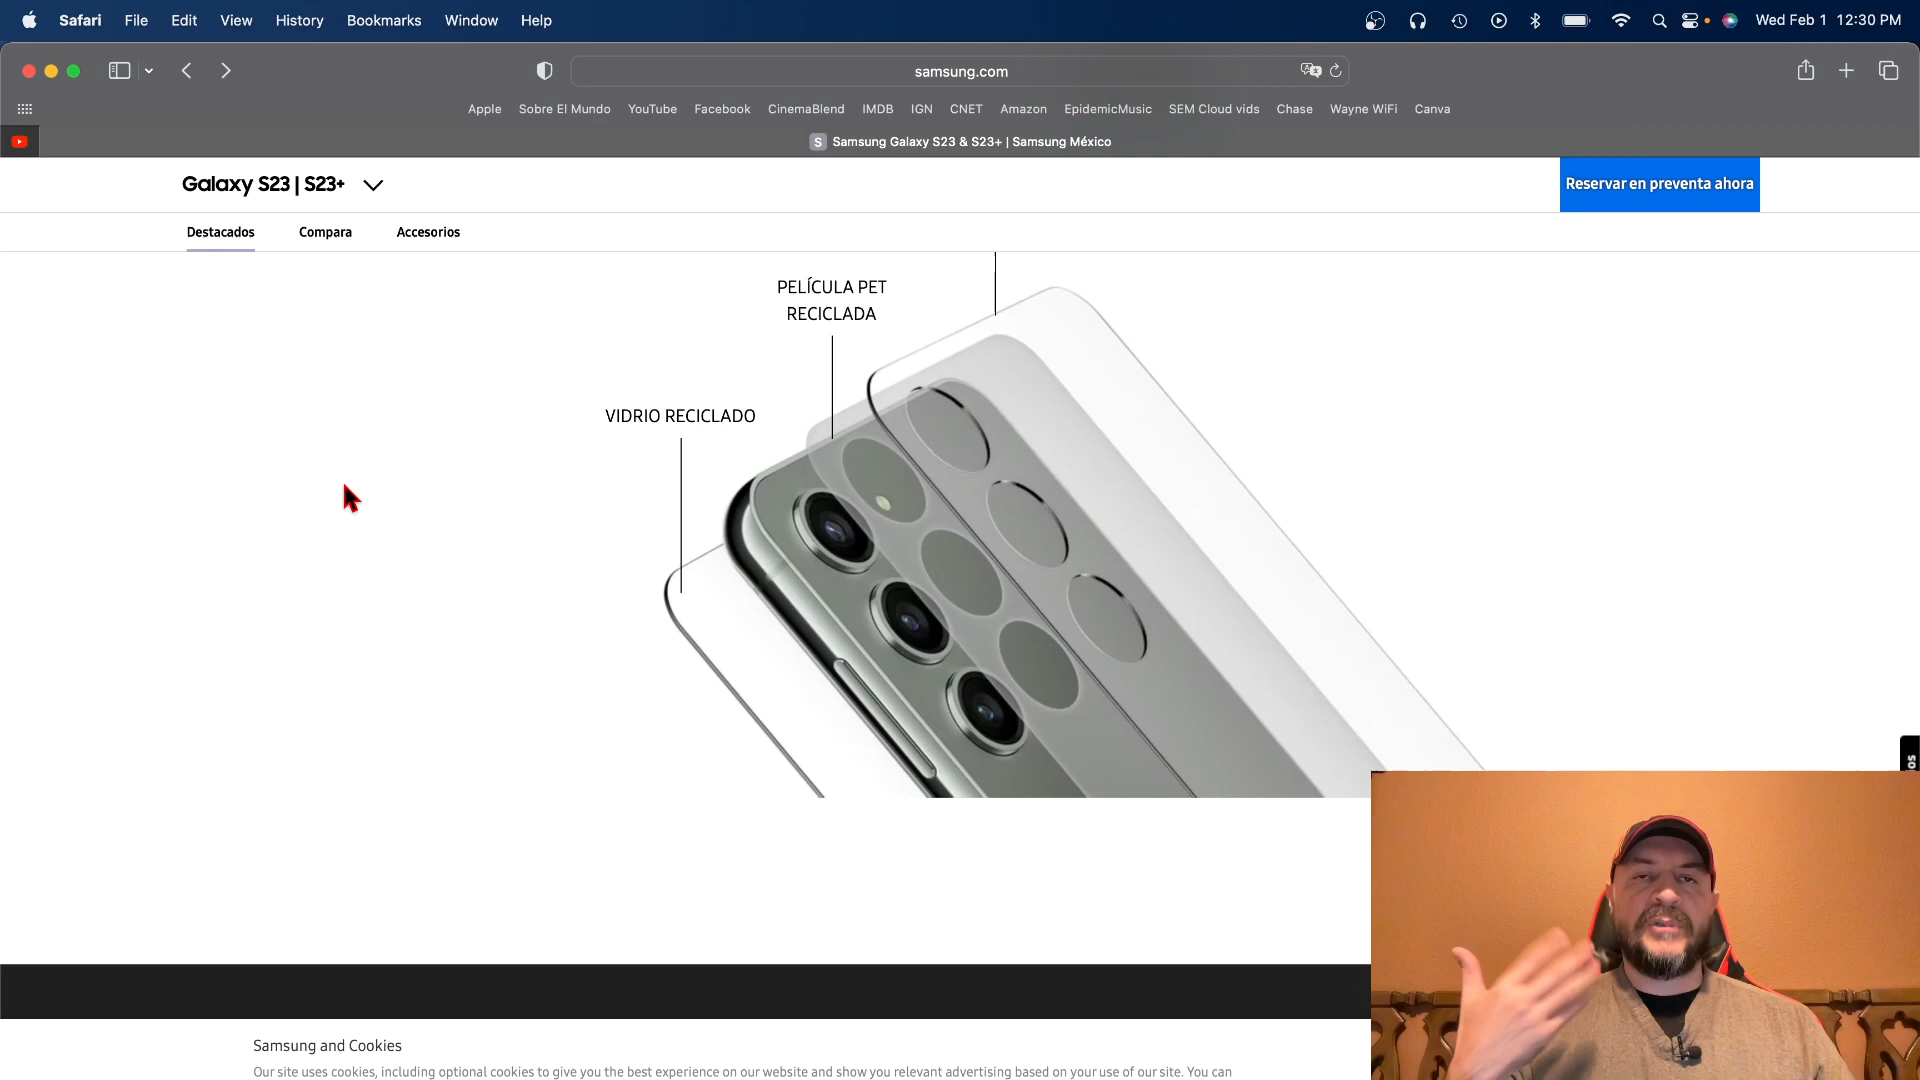 Safari File Edit View History Bookmarks Window Help
Wed Feb 1 12:30 PM
samsung.com
Apple Sobre El Mundo YouTube Facebook CinemaBlend IMDB IGN CNET Amazon EpidemicMusic SEM Cloud vids Chase Wayne WiFi Canva
S Samsung Galaxy S23 & S23+ | Samsung México
Galaxy S23 | S23+
Reservar en preventa ahora
Destacados Compara Accesorios
PELÍCULA PET
RECICLADA
VIDRIO RECICLADO
Samsung and Cookies
Our site uses cookies, including optional cookies to give you the best experience on our website and show you relevant advertising based on your use of our site. You can